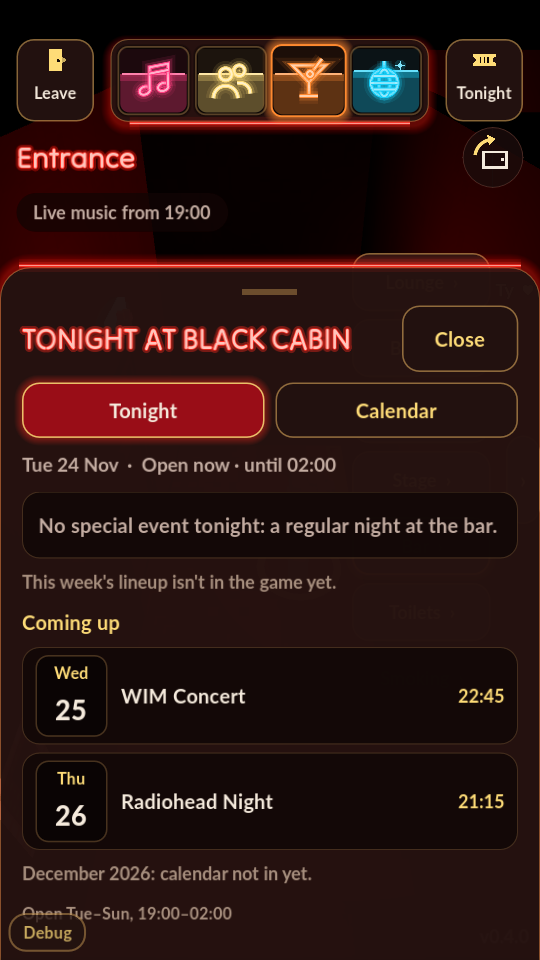 Leave
Tonight
Entrance
Live music from 19:00
TONIGHT AT BLACK CABIN
Close
Tonight
Calendar
Tue 24 Nov · Open now · until 02:00
No special event tonight: a regular night at the bar.
This week's lineup isn't in the game yet.
Coming up
Wed
25
WIM Concert
22:45
Thu
26
Radiohead Night
21:15
December 2026: calendar not in yet.
Open Tue–Sun, 19:00–02:00
Debug